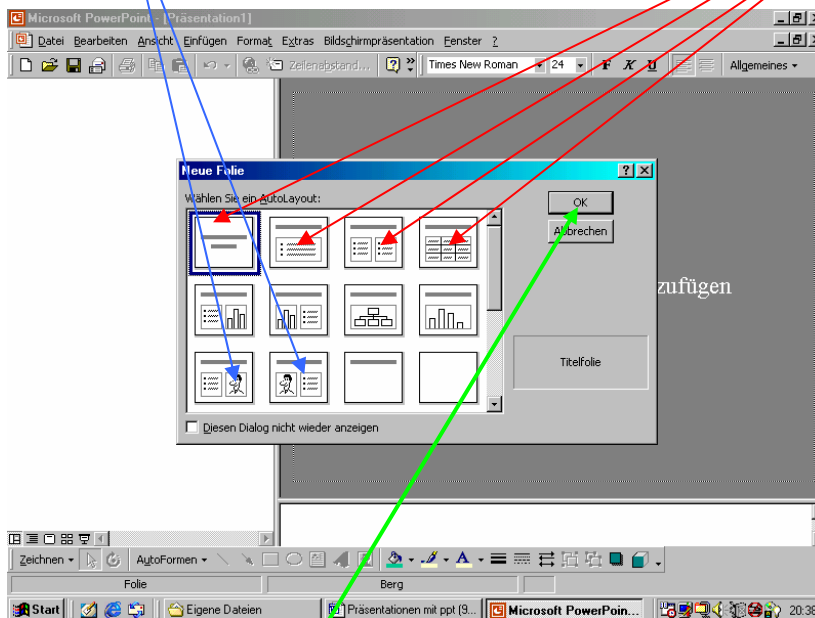 Microsoft PowerPoint - [Präsentation1]
Datei Bearbeiten Ansicht Einfügen Format Extras Bildschirmpräsentation Fenster ?
Zeilenabstand... Times New Roman 24 F K U Allgemeines
Neue Folie
Wählen Sie ein AutoLayout:
OK
Abbrechen
zufügen
Titelfolie
Diesen Dialog nicht wieder anzeigen
Zeichnen AutoFormen
Folie Berg
Start Eigene Dateien Präsentationen mit ppt (9... Microsoft PowerPoin... 20:38